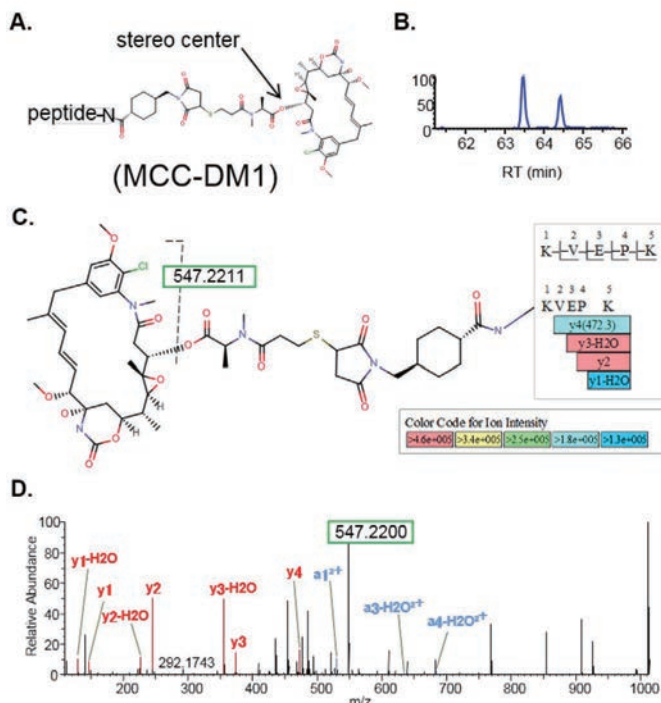 A.
stereo center
peptide-N
(MCC-DM1)
B.
100
50
0
62 63 64 65 66
RT (min)
C.
547.2211
1 2 3 4 5
K V E P K
1 2 3 4 5
K V E P K
y4(472.3)
y3-H2O
y2
y1-H2O
Color Code for Ion Intensity
>4.6e+005 >3.4e+005 >2.5e+005 >1.8e+005 >1.3e+005
D.
Relative Abundance
100
80
60
40
20
0
y1-H2O
y1
y2-H2O
y2
292.1743
y3-H2O
y3
y4
a1²⁺
547.2200
a3-H2O²⁺
a4-H2O²⁺
200 300 400 500 600 700 800 900 1000
m/z